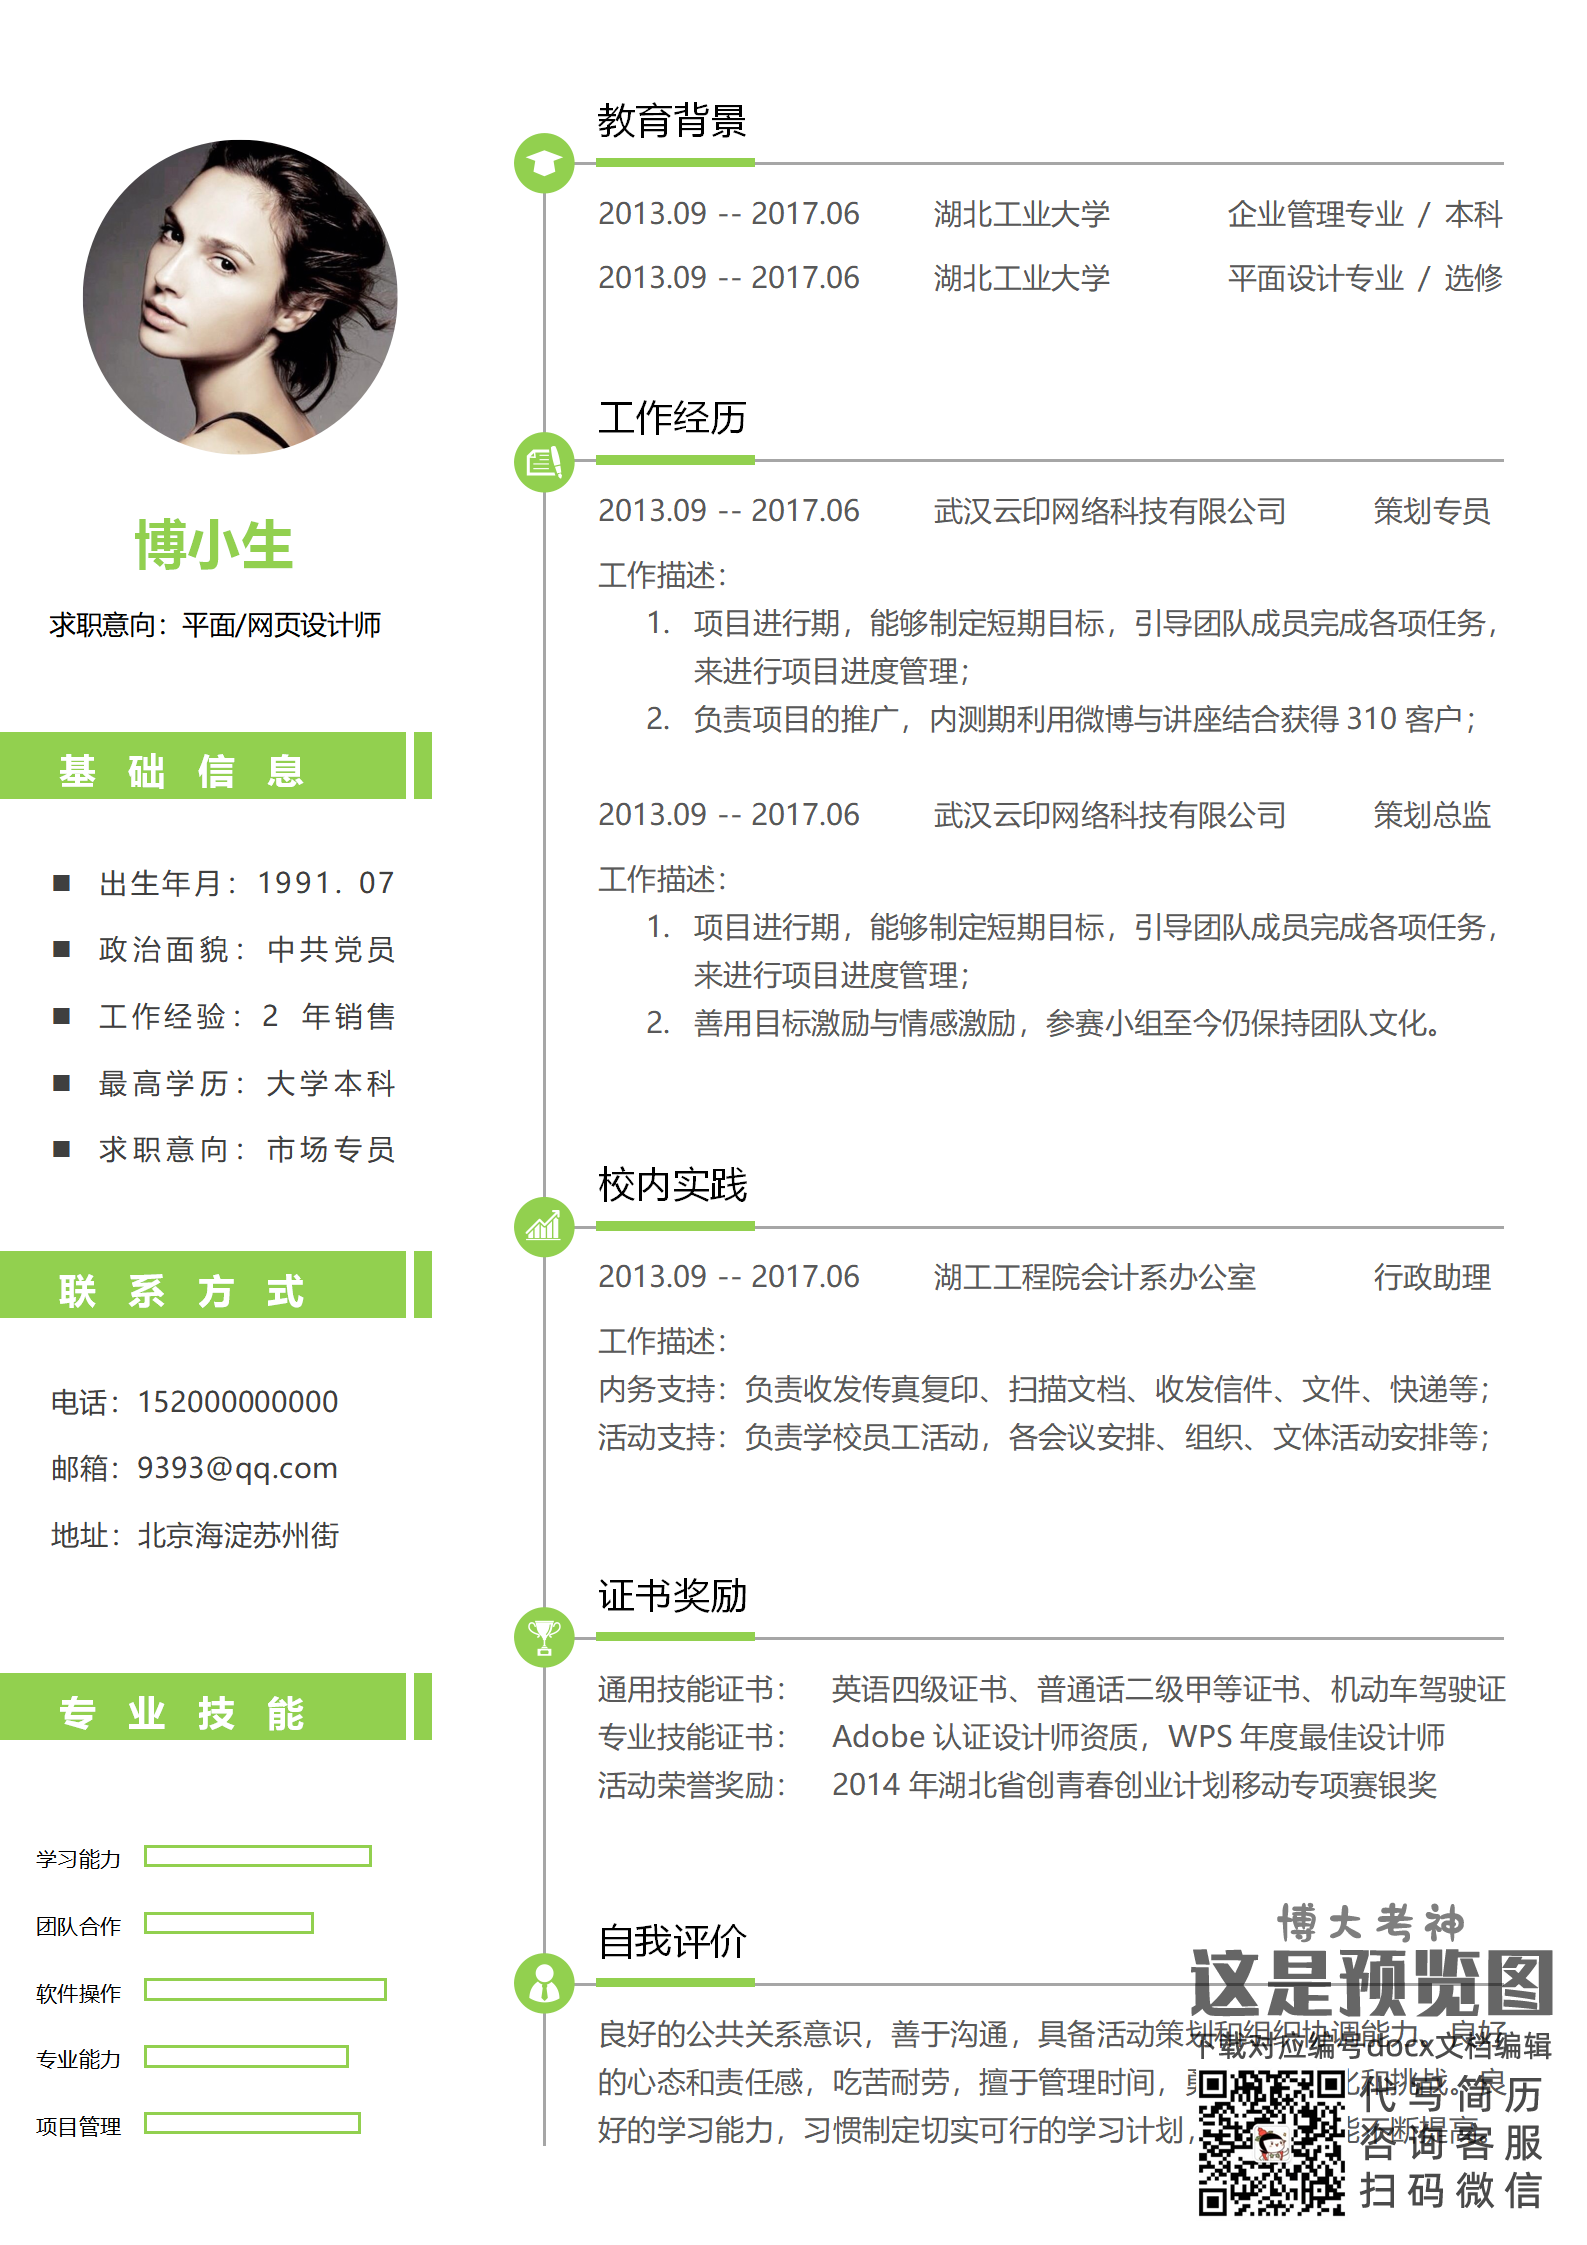 博小生
求职意向：平面/网页设计师
基础信息
■ 出生年月：1991. 07
■ 政治面貌：中共党员
■ 工作经验：2 年销售
■ 最高学历：大学本科
■ 求职意向：市场专员
联系方式
电话：152000000000
邮箱：9393@qq.com
地址：北京海淀苏州街
专业技能
学习能力
团队合作
软件操作
专业能力
项目管理
教育背景
2013.09 -- 2017.06 湖北工业大学 企业管理专业 / 本科
2013.09 -- 2017.06 湖北工业大学 平面设计专业 / 选修
工作经历
2013.09 -- 2017.06 武汉云印网络科技有限公司 策划专员
工作描述：
1. 项目进行期，能够制定短期目标，引导团队成员完成各项任务，
来进行项目进度管理；
2. 负责项目的推广，内测期利用微博与讲座结合获得 310 客户；
2013.09 -- 2017.06 武汉云印网络科技有限公司 策划总监
工作描述：
1. 项目进行期，能够制定短期目标，引导团队成员完成各项任务，
来进行项目进度管理；
2. 善用目标激励与情感激励，参赛小组至今仍保持团队文化。
校内实践
2013.09 -- 2017.06 湖工工程院会计系办公室 行政助理
工作描述：
内务支持：负责收发传真复印、扫描文档、收发信件、文件、快递等；
活动支持：负责学校员工活动，各会议安排、组织、文体活动安排等；
证书奖励
通用技能证书： 英语四级证书、普通话二级甲等证书、机动车驾驶证
专业技能证书： Adobe 认证设计师资质，WPS 年度最佳设计师
活动荣誉奖励： 2014 年湖北省创青春创业计划移动专项赛银奖
自我评价
良好的公共关系意识，善于沟通，具备活动策划和组织协调能力。良好
的心态和责任感，吃苦耐劳，擅于管理时间，勇 化和挑战。良
好的学习能力，习惯制定切实可行的学习计划， 能不断提高。
博大考神
这是预览图
下载对应编号docx文档编辑
代写简历
咨询客服
扫码微信